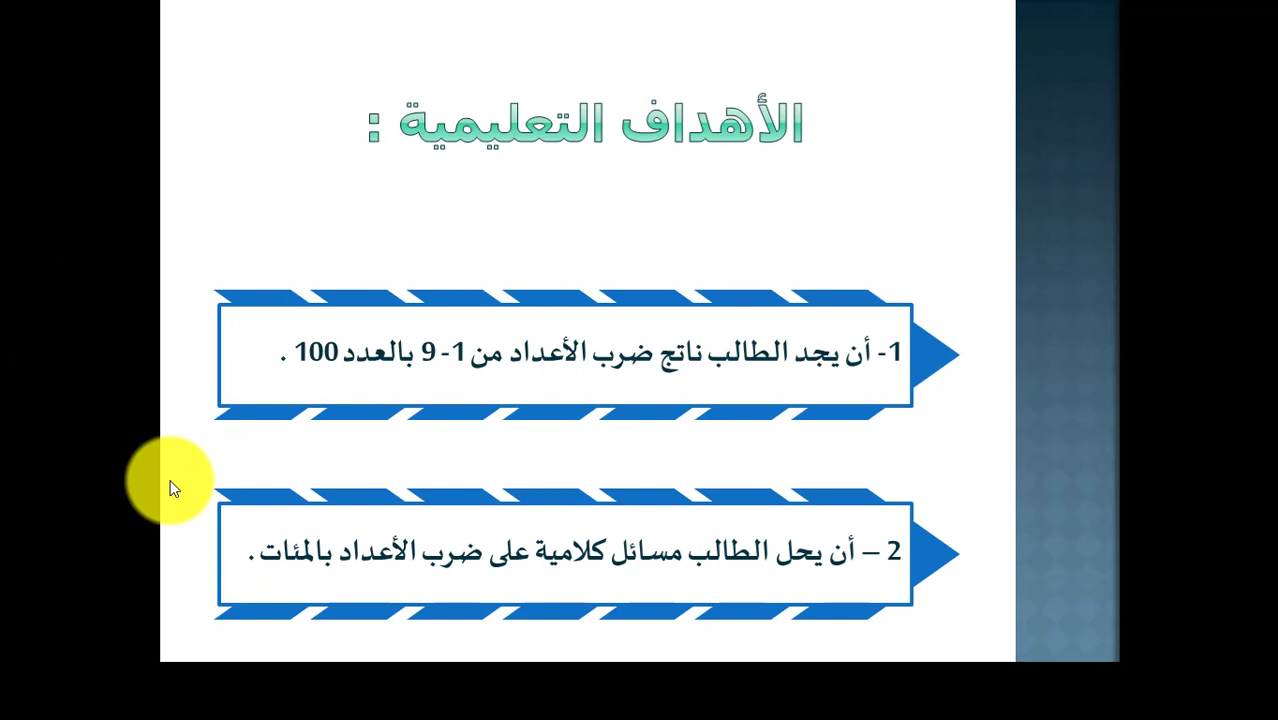 الأهداف التعليمية :
1- أن يجد الطالب ناتج ضرب الأعداد من 1- 9 بالعدد 100 .
2 – أن يحل الطالب مسائل كلامية على ضرب الأعداد بالمئات .